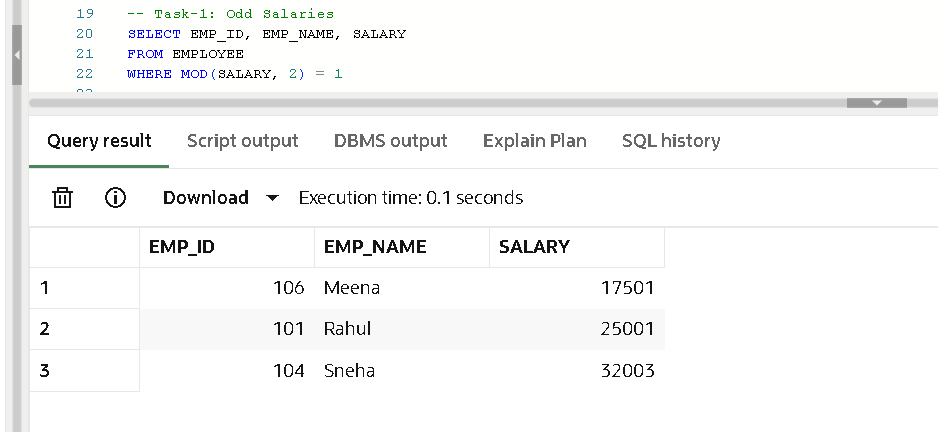 19 -- Task-1: Odd Salaries
20 SELECT EMP_ID, EMP_NAME, SALARY
21 FROM EMPLOYEE
22 WHERE MOD(SALARY, 2) = 1
Query result Script output DBMS output Explain Plan SQL history
Download Execution time: 0.1 seconds
EMP_ID EMP_NAME SALARY
1 106 Meena 17501
2 101 Rahul 25001
3 104 Sneha 32003